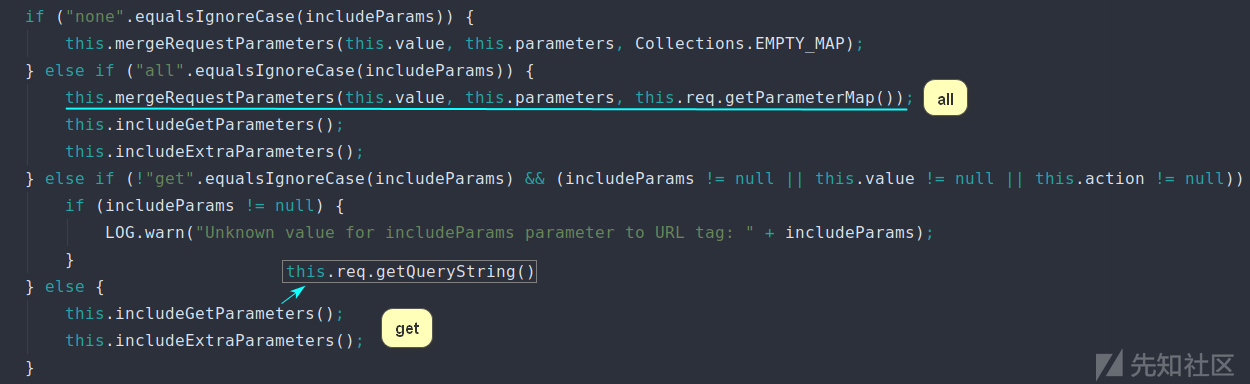 if ("none".equalsIgnoreCase(includeParams)) {
this.mergeRequestParameters(this.value, this.parameters, Collections.EMPTY_MAP);
} else if ("all".equalsIgnoreCase(includeParams)) {
this.mergeRequestParameters(this.value, this.parameters, this.req.getParameterMap()); all
this.includeGetParameters();
this.includeExtraParameters();
} else if (!"get".equalsIgnoreCase(includeParams) && (includeParams != null || this.value != null || this.action != null))
if (includeParams != null) {
LOG.warn("Unknown value for includeParams parameter to URL tag: " + includeParams);
}
this.req.getQueryString()
} else {
this.includeGetParameters();
get
this.includeExtraParameters();
}
先知社区